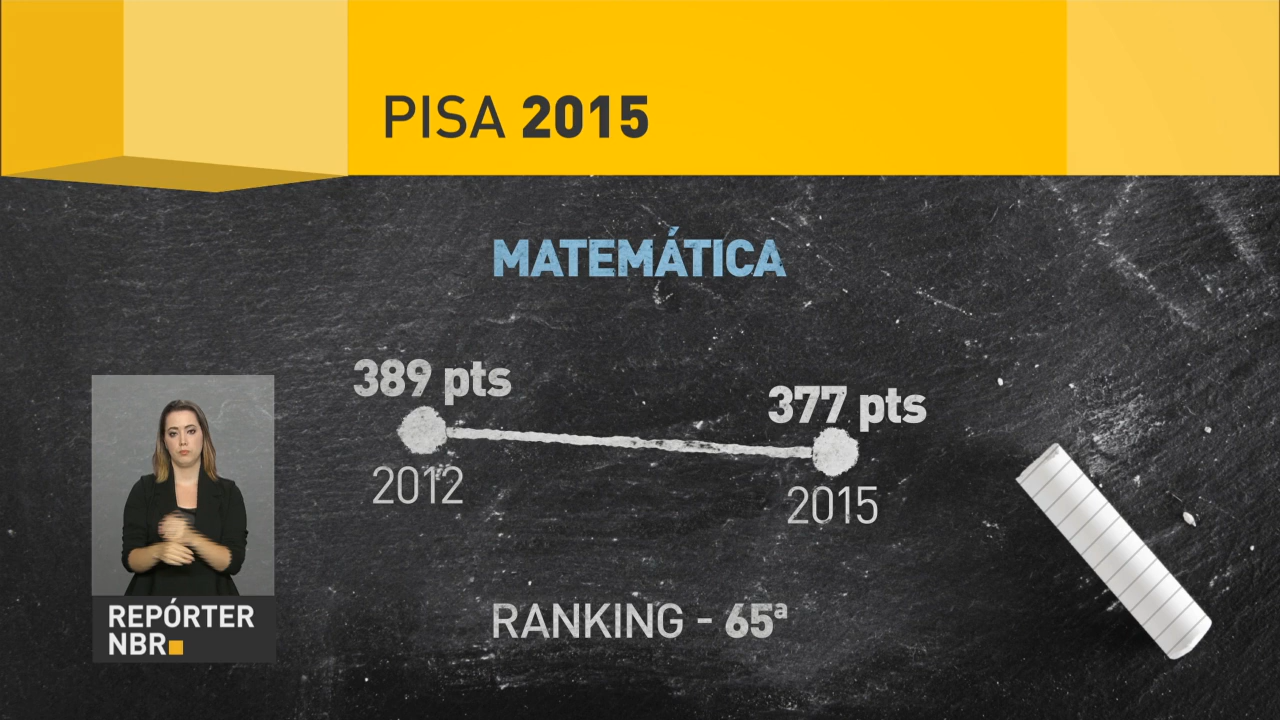 PISA 2015
MATEMÁTICA
389 pts
377 pts
2012
2015
RANKING - 65ª
REPÓRTER
NBR